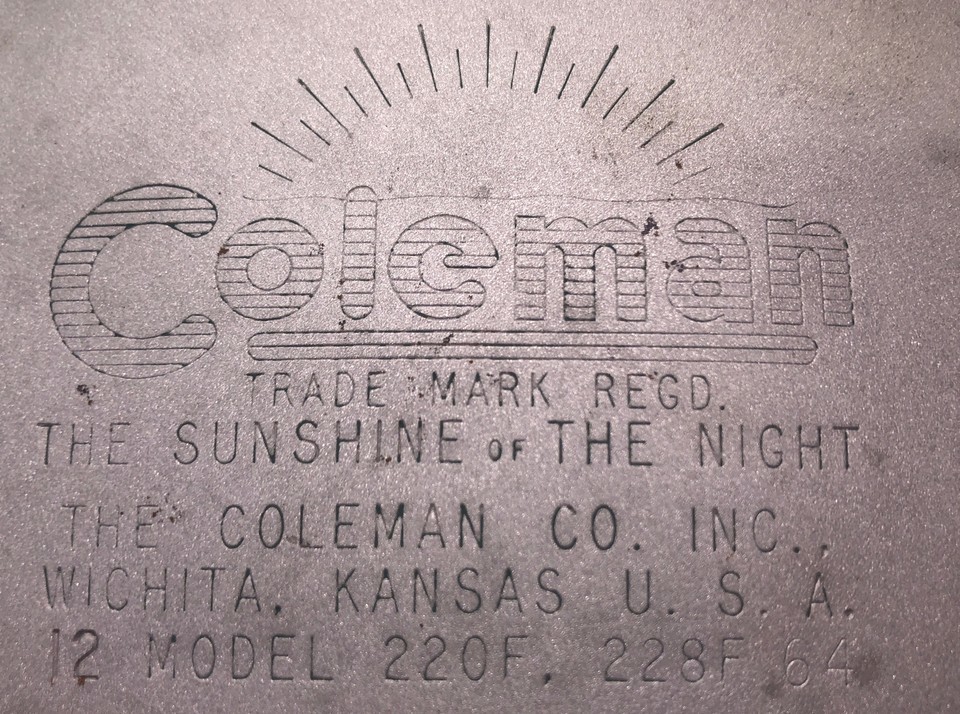 Coleman
TRADE MARK REG'D.
THE SUNSHINE OF THE NIGHT
THE COLEMAN CO. INC.,
WICHITA, KANSAS U. S. A.
12 MODEL 220F, 228F 64